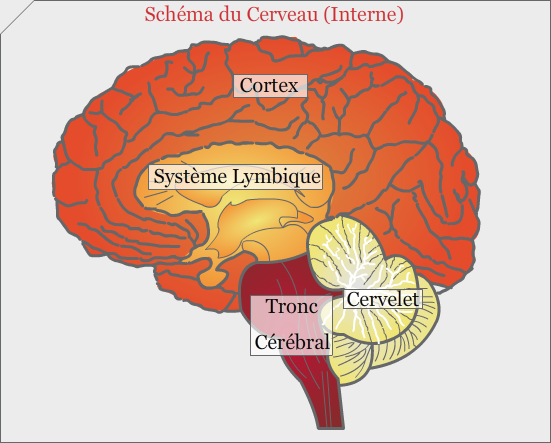 Schéma du Cerveau (Interne)
Cortex
Système Lymbique
Cervelet
Tronc
Cérébral